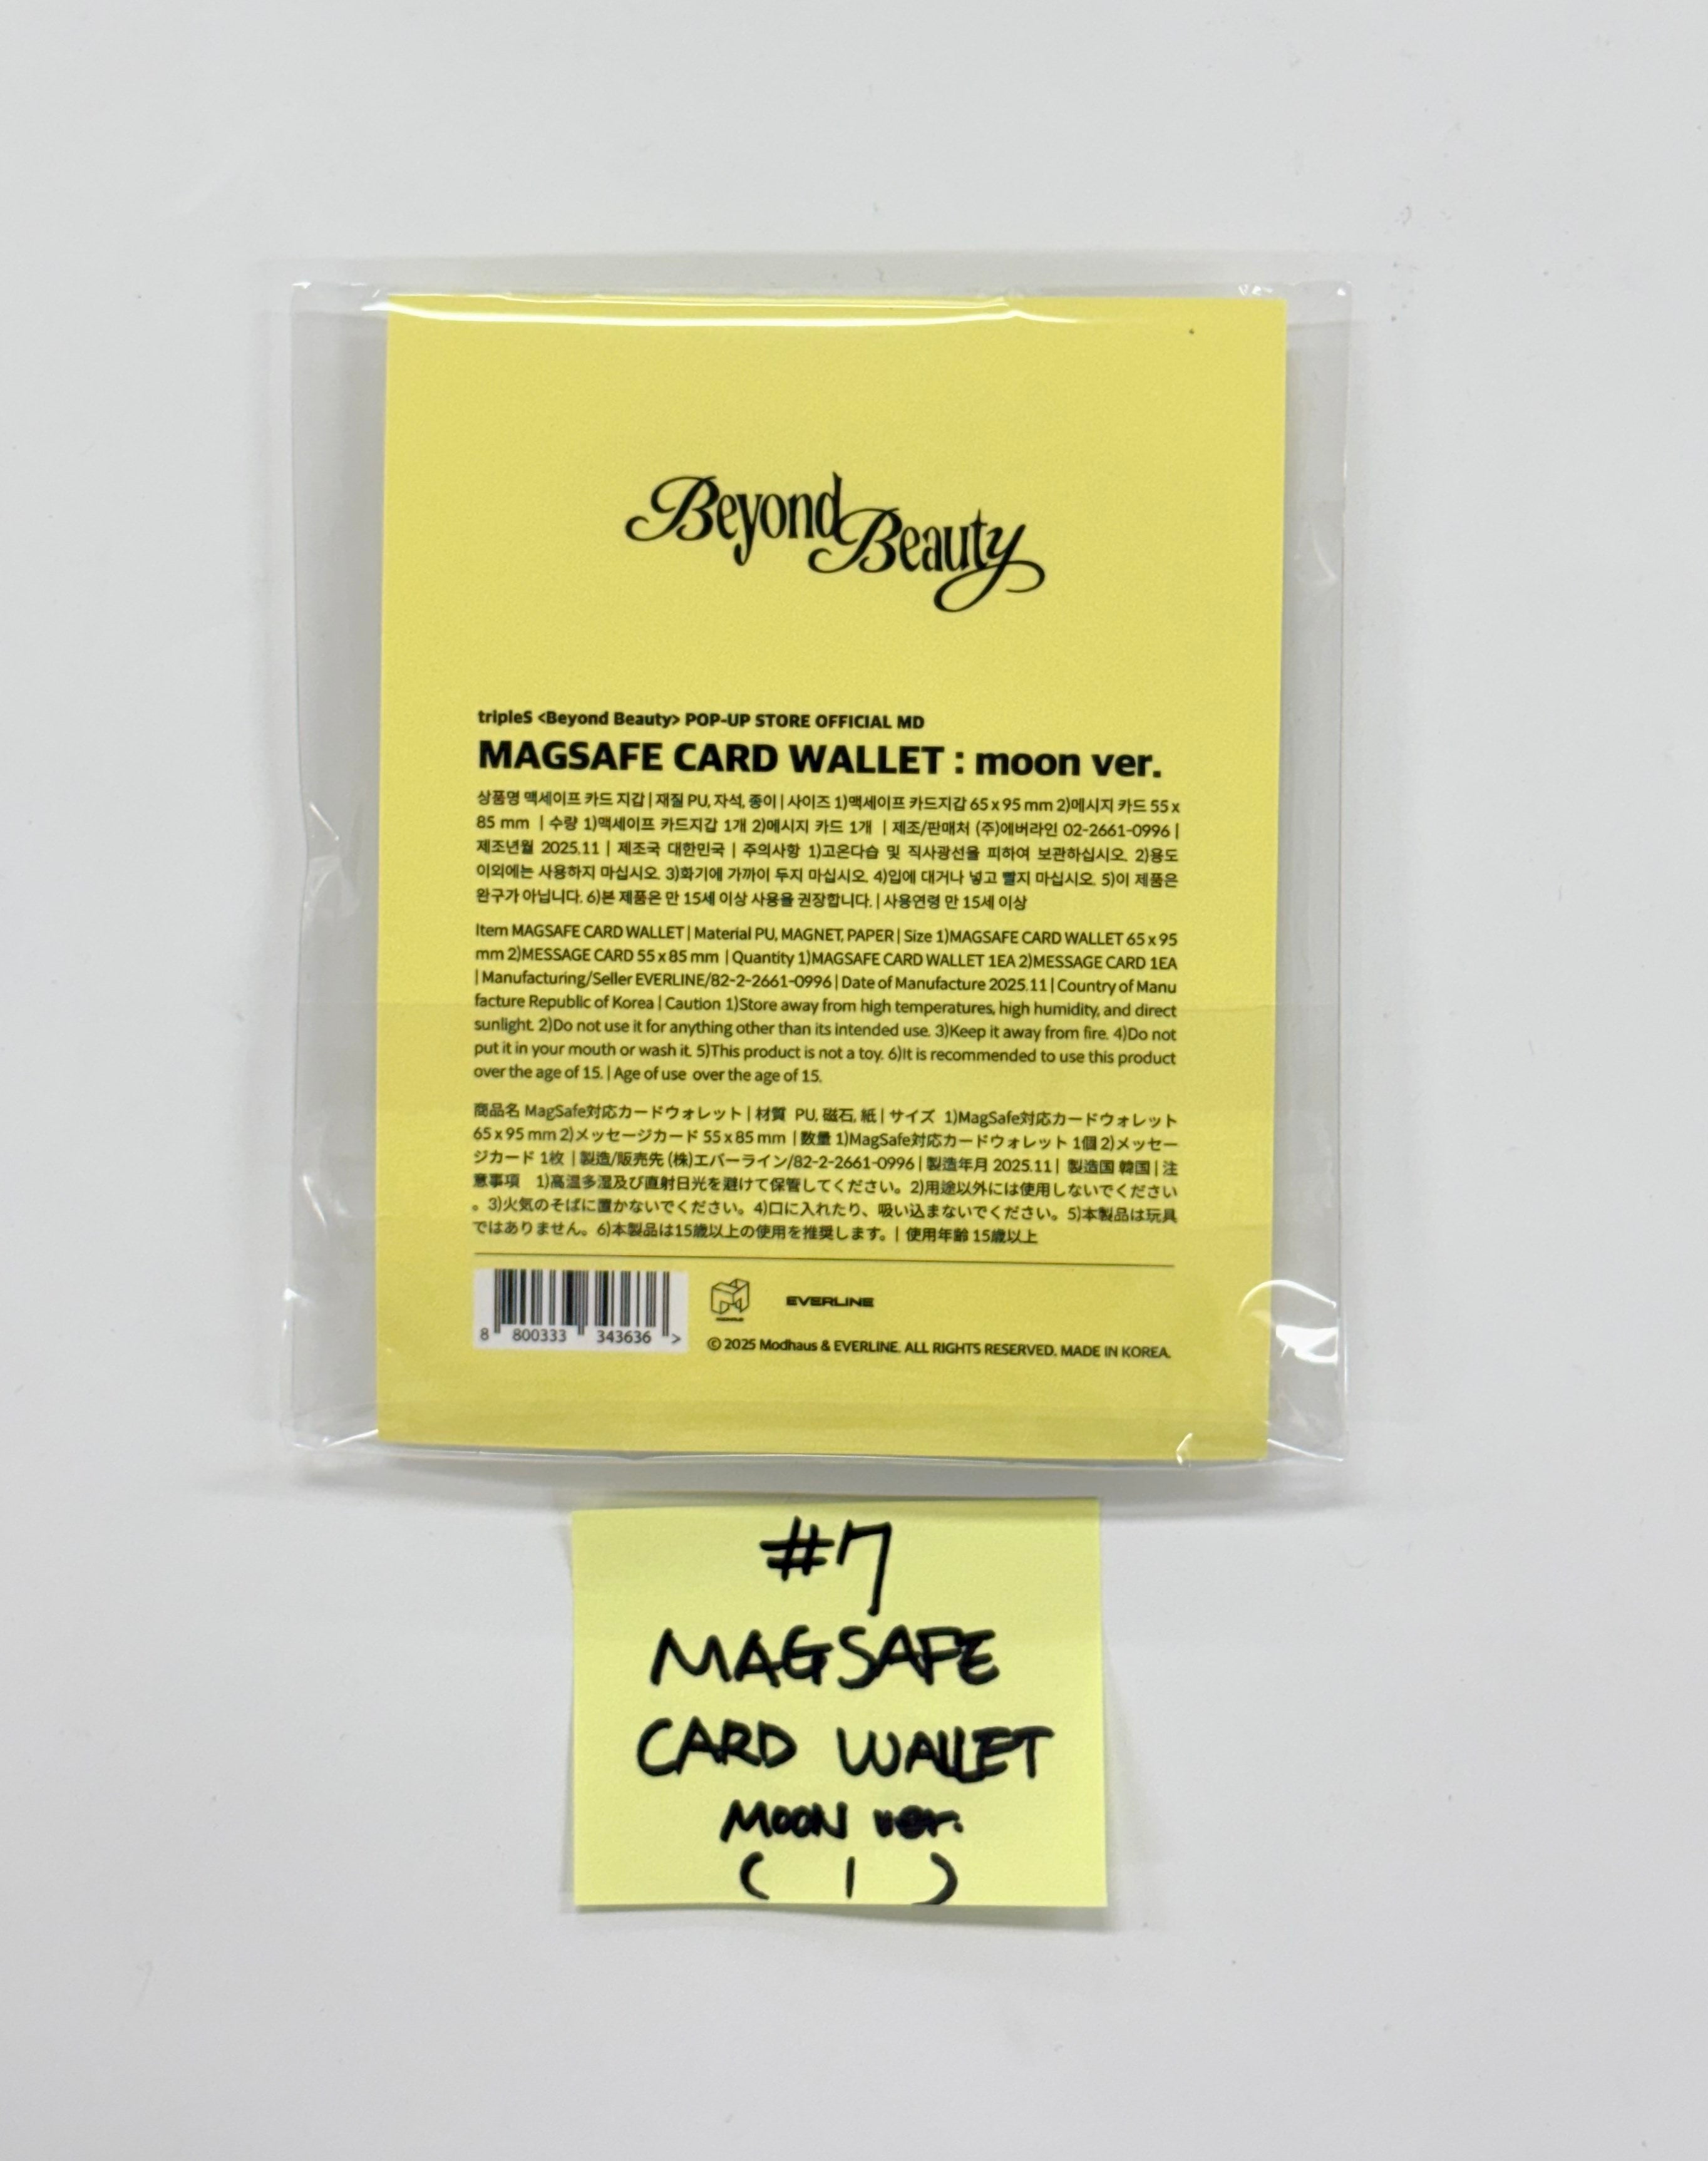 Beyond Beauty
tripleS <Beyond Beauty> POP-UP STORE OFFICIAL MD
MAGSAFE CARD WALLET : moon ver.
상품명 맥세이프 카드 지갑 | 재질 PU, 자석, 종이 | 사이즈 1)맥세이프 카드지갑 65 x 95 mm 2)메시지 카드 55 x
85 mm | 수량 1)맥세이프 카드지갑 1개 2)메시지 카드 1개 | 제조/판매처 (주)에버라인 02-2661-0996 |
제조년월 2025.11 | 제조국 대한민국 | 주의사항 1)고온다습 및 직사광선을 피하여 보관하십시오. 2)용도
이외에는 사용하지 마십시오. 3)화기에 가까이 두지 마십시오. 4)입에 대거나 넣고 빨지 마십시오. 5)이 제품은
완구가 아닙니다. 6)본 제품은 만 15세 이상 사용을 권장합니다. | 사용연령 만 15세 이상
Item MAGSAFE CARD WALLET | Material PU, MAGNET, PAPER | Size 1)MAGSAFE CARD WALLET 65 x 95
mm 2)MESSAGE CARD 55 x 85 mm | Quantity 1)MAGSAFE CARD WALLET 1EA 2)MESSAGE CARD 1EA
| Manufacturing/Seller EVERLINE/82-2-2661-0996 | Date of Manufacture 2025.11 | Country of Manu
facture Republic of Korea | Caution 1)Store away from high temperatures, high humidity, and direct
sunlight. 2)Do not use it for anything other than its intended use. 3)Keep it away from fire. 4)Do not
put it in your mouth or wash it. 5)This product is not a toy. 6)It is recommended to use this product
over the age of 15. | Age of use over the age of 15.
商品名 MagSafe対応カードウォレット | 材質 PU, 磁石, 紙 | サイズ 1)MagSafe対応カードウォレット
65 x 95 mm 2)メッセージカード 55 x 85 mm | 数量 1)MagSafe対応カードウォレット 1個 2)メッセー
ジカード 1枚 | 製造/販売先 (株)エバーライン/82-2-2661-0996 | 製造年月 2025.11 | 製造国 韓国 | 注
意事項 1)高温多湿及び直射日光を避けて保管してください。2)用途以外には使用しないでください
。3)火気のそばに置かないでください。4)口に入れたり、吸い込まないでください。5)本製品は玩具
ではありません。6)本製品は15歳以上の使用を推奨します。| 使用年齢 15歳以上
8 800333 343636 >
EVERLINE
© 2025 Modhaus & EVERLINE. ALL RIGHTS RESERVED. MADE IN KOREA.
#7
MAGSAFE
CARD WALLET
MOON ver.
( 1 )